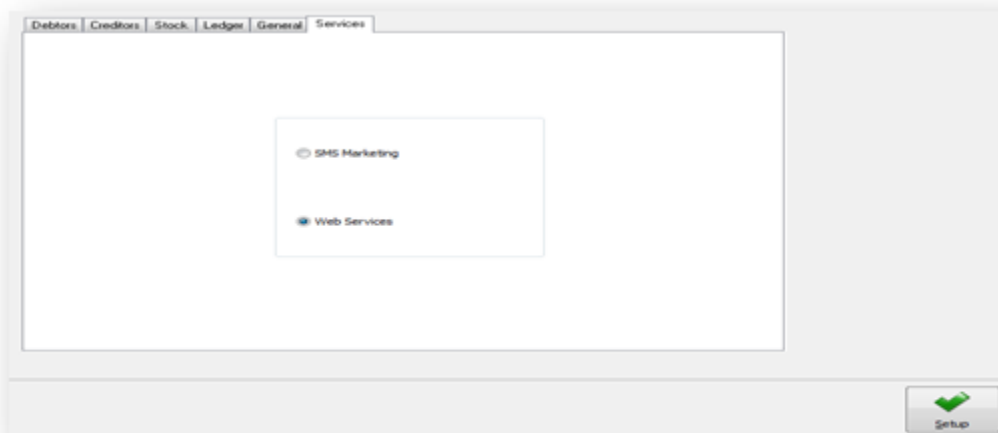 Debtors Creditors Stock Ledger General Services
SMS Marketing
Web Services
Setup